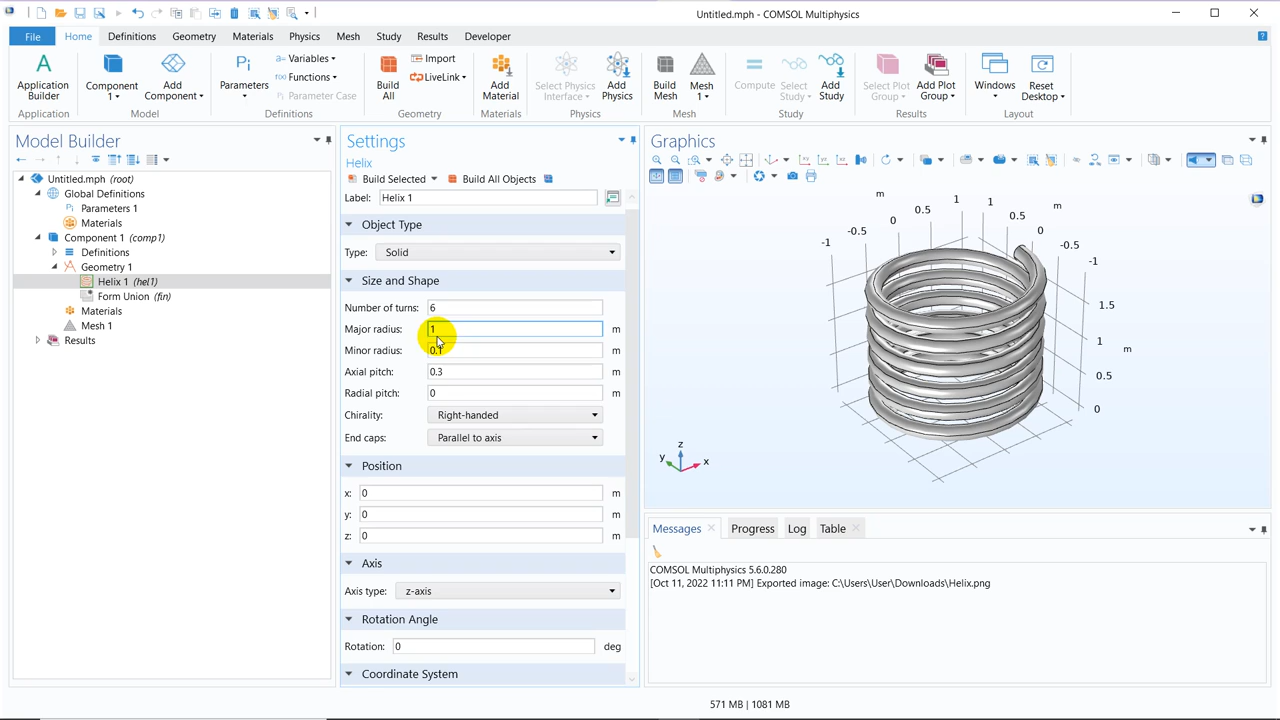 Untitled.mph - COMSOL Multiphysics
File Home Definitions Geometry Materials Physics Mesh Study Results Developer
Application Builder
Component 1
Add Component
Parameters
a= Variables
f(x) Functions
Parameter Case
Build All
Import
LiveLink
Add Material
Select Physics Interface
Add Physics
Build Mesh
Mesh 1
Compute
Select Study
Add Study
Select Plot Group
Add Plot Group
Windows
Reset Desktop
Application Model Definitions Geometry Materials Physics Mesh Study Results Layout
Model Builder
Untitled.mph (root)
Global Definitions
Pi Parameters 1
Materials
Component 1 (comp1)
Definitions
Geometry 1
Helix 1 (hel1)
Form Union (fin)
Materials
Mesh 1
Results
Settings
Helix
Build Selected Build All Objects
Label: Helix 1
Object Type
Type: Solid
Size and Shape
Number of turns: 6
Major radius: 1 m
Minor radius: 0.1 m
Axial pitch: 0.3 m
Radial pitch: 0 m
Chirality: Right-handed
End caps: Parallel to axis
Position
x: 0 m
y: 0 m
z: 0 m
Axis
Axis type: z-axis
Rotation Angle
Rotation: 0 deg
Coordinate System
Graphics
m
1 1 m
0.5 0.5
0 0
-0.5 -0.5
-1 -1
1.5
1
m
0.5
0
z
y x
Messages Progress Log Table
COMSOL Multiphysics 5.6.0.280
[Oct 11, 2022 11:11 PM] Exported image: C:\Users\User\Downloads\Helix.png
571 MB | 1081 MB